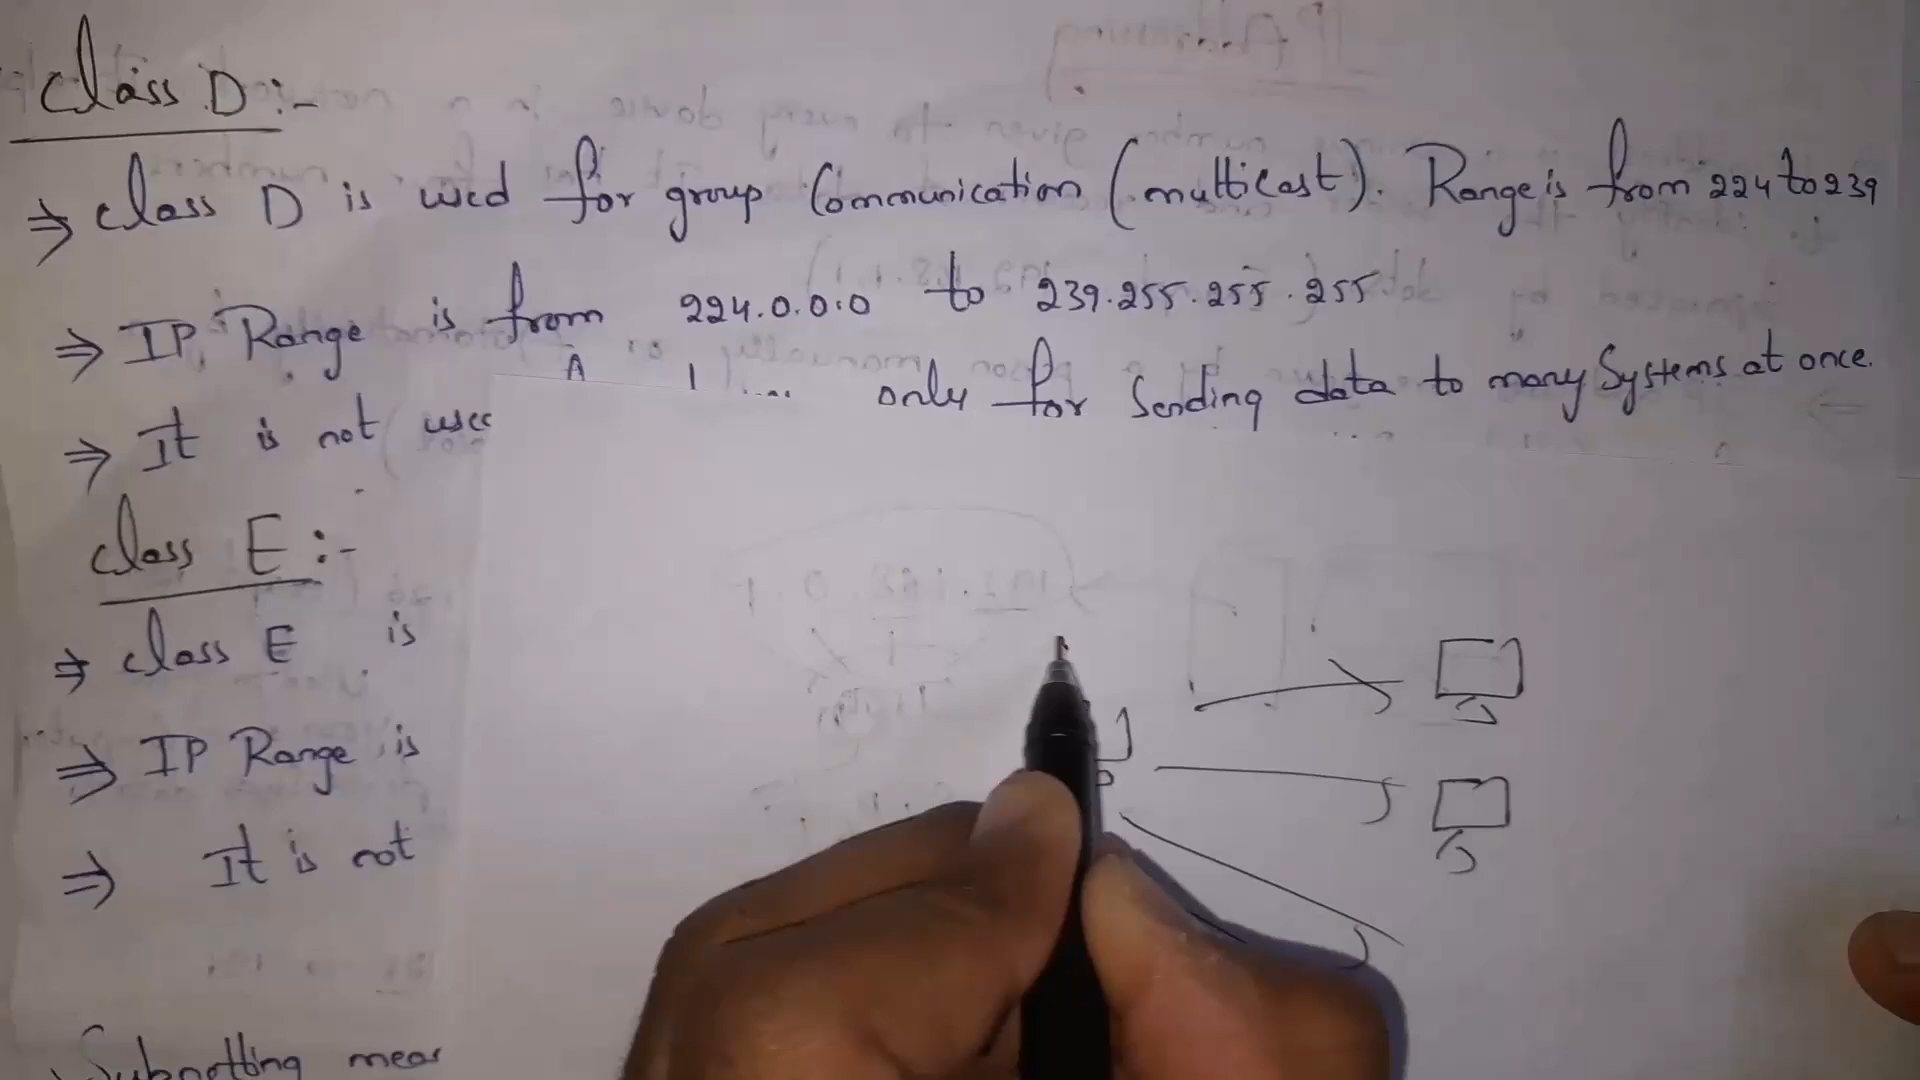 Class D :-
⇒ Class D is used for group Communication (multicast). Range is from 224 to 239
⇒ IP Range is from 224.0.0.0 to 239.255.255.255
⇒ It is not used only for Sending data to many Systems at once.
Class E :-
⇒ Class E is
⇒ IP Range is
⇒ It is not
Subnetting